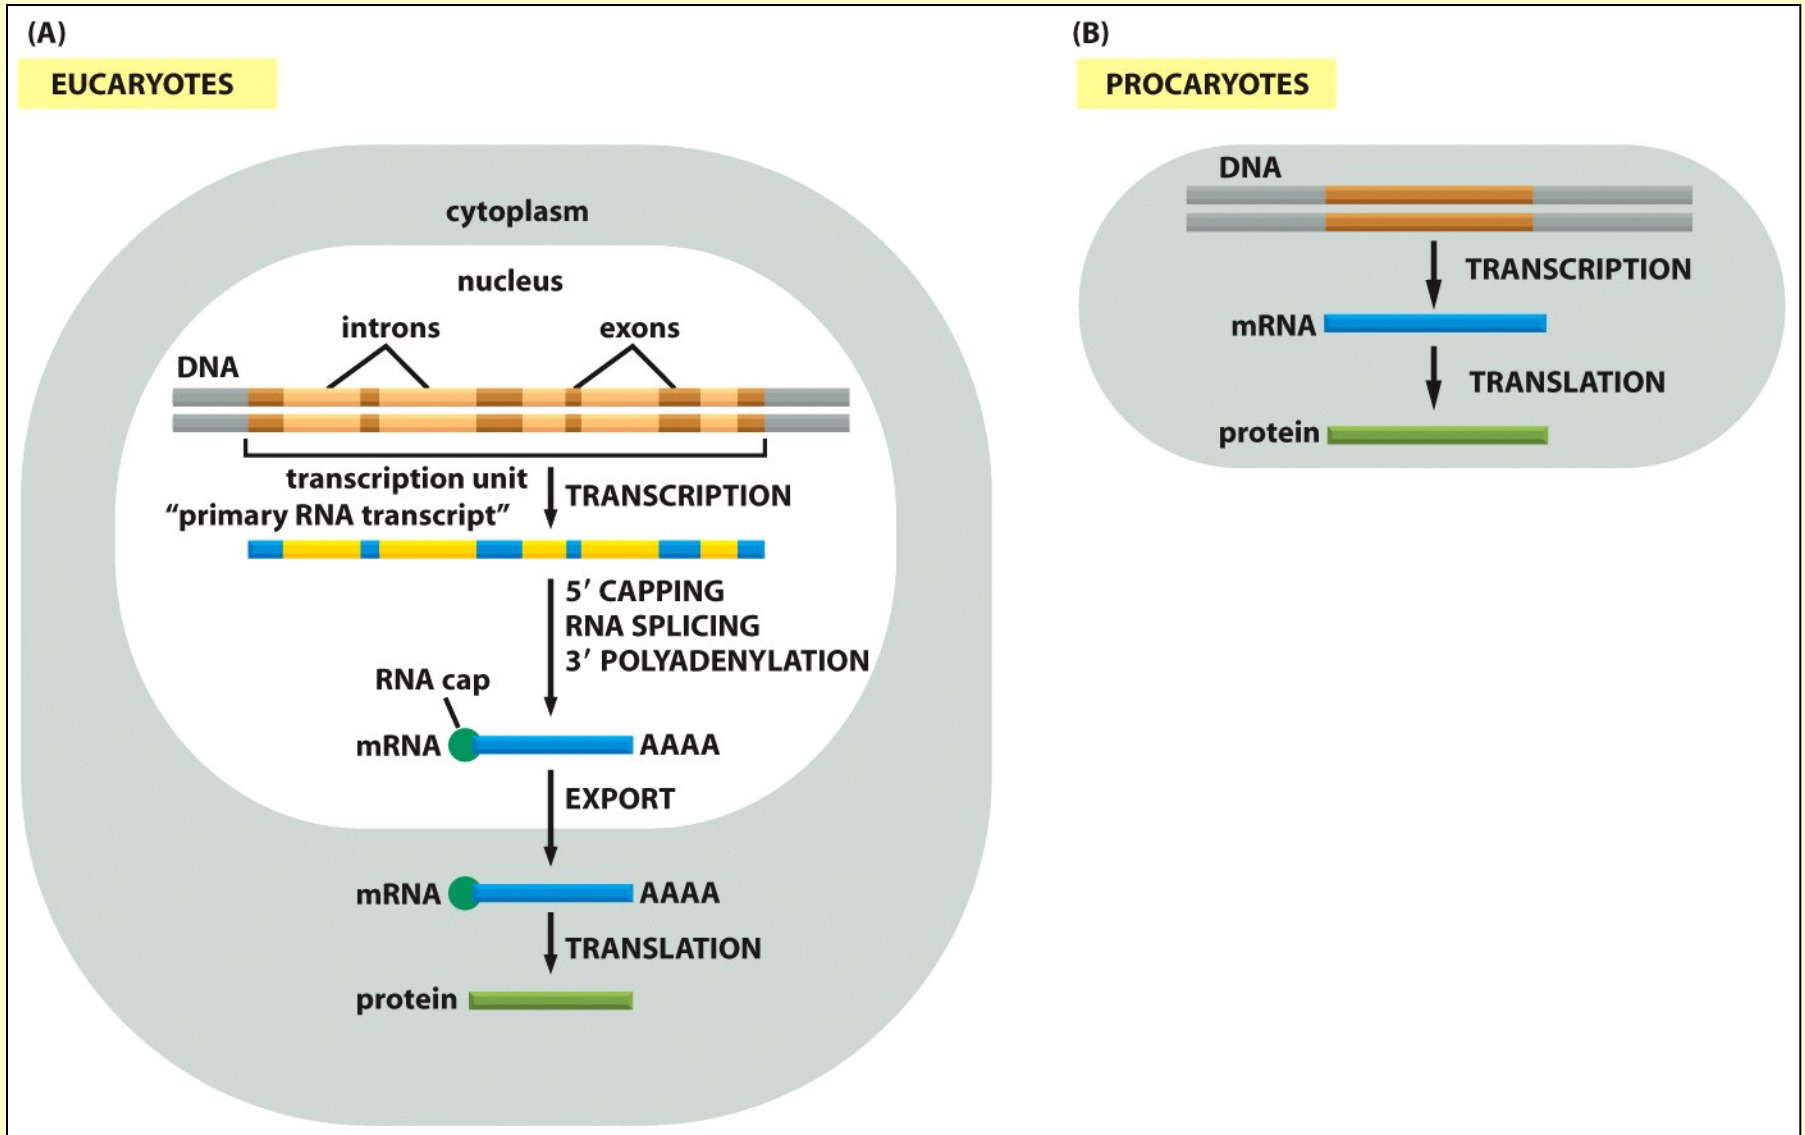 (A)
EUCARYOTES
cytoplasm
nucleus
introns
exons
DNA
transcription unit
TRANSCRIPTION
“primary RNA transcript”
5′ CAPPING
RNA SPLICING
3′ POLYADENYLATION
RNA cap
mRNA AAAA
EXPORT
mRNA AAAA
TRANSLATION
protein
(B)
PROCARYOTES
DNA
TRANSCRIPTION
mRNA
TRANSLATION
protein